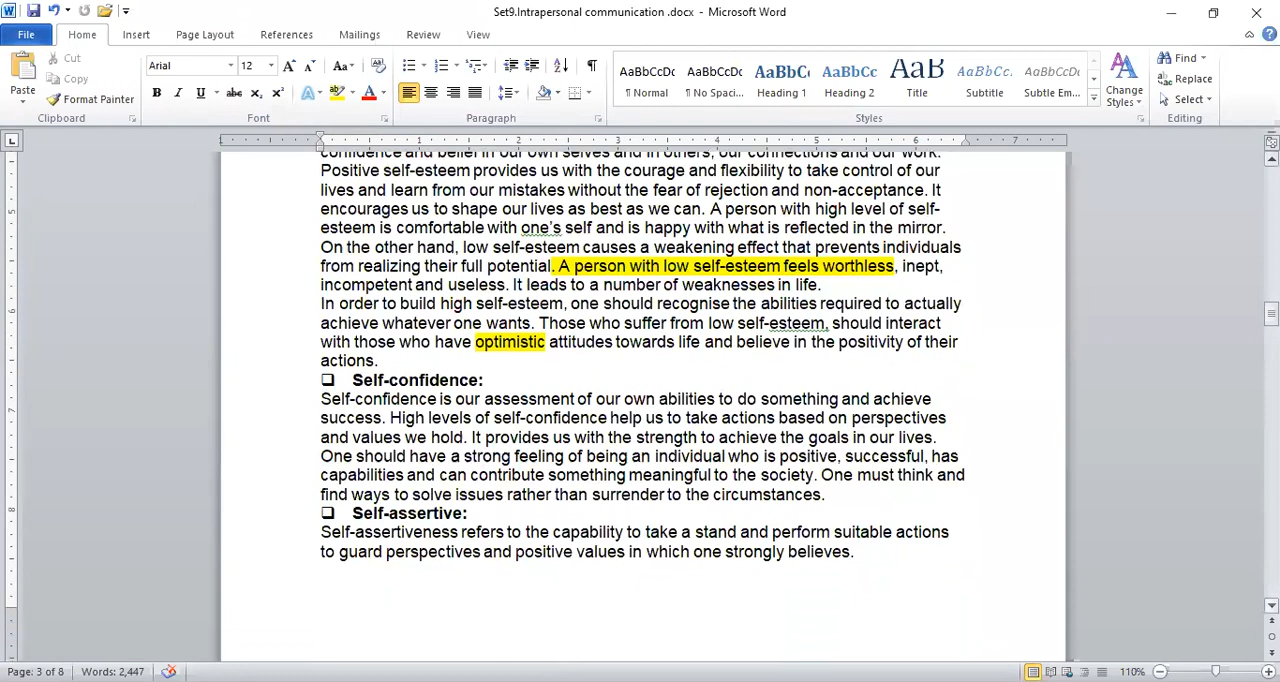 Set9.Intrapersonal communication .docx - Microsoft Word
File Home Insert Page Layout References Mailings Review View
Paste
Cut
Copy
Format Painter
Clipboard
Arial 12
Font
Paragraph
AaBbCcDc AaBbCcDc AaBbC AaBbCc AaB AaBbCc. AaBbCcDc
¶ Normal ¶ No Spaci... Heading 1 Heading 2 Title Subtitle Subtle Em...
Styles
Change Styles
Find
Replace
Select
Editing
1 1 2 3 4 5 6 7
confidence and belief in our own selves and in others, our connections and our work.
Positive self-esteem provides us with the courage and flexibility to take control of our
lives and learn from our mistakes without the fear of rejection and non-acceptance. It
encourages us to shape our lives as best as we can. A person with high level of self-
esteem is comfortable with one's self and is happy with what is reflected in the mirror.
On the other hand, low self-esteem causes a weakening effect that prevents individuals
from realizing their full potential. A person with low self-esteem feels worthless, inept,
incompetent and useless. It leads to a number of weaknesses in life.
In order to build high self-esteem, one should recognise the abilities required to actually
achieve whatever one wants. Those who suffer from low self-esteem, should interact
with those who have optimistic attitudes towards life and believe in the positivity of their
actions.
❑ Self-confidence:
Self-confidence is our assessment of our own abilities to do something and achieve
success. High levels of self-confidence help us to take actions based on perspectives
and values we hold. It provides us with the strength to achieve the goals in our lives.
One should have a strong feeling of being an individual who is positive, successful, has
capabilities and can contribute something meaningful to the society. One must think and
find ways to solve issues rather than surrender to the circumstances.
❑ Self-assertive:
Self-assertiveness refers to the capability to take a stand and perform suitable actions
to guard perspectives and positive values in which one strongly believes.
Page: 3 of 8 Words: 2,447 110%